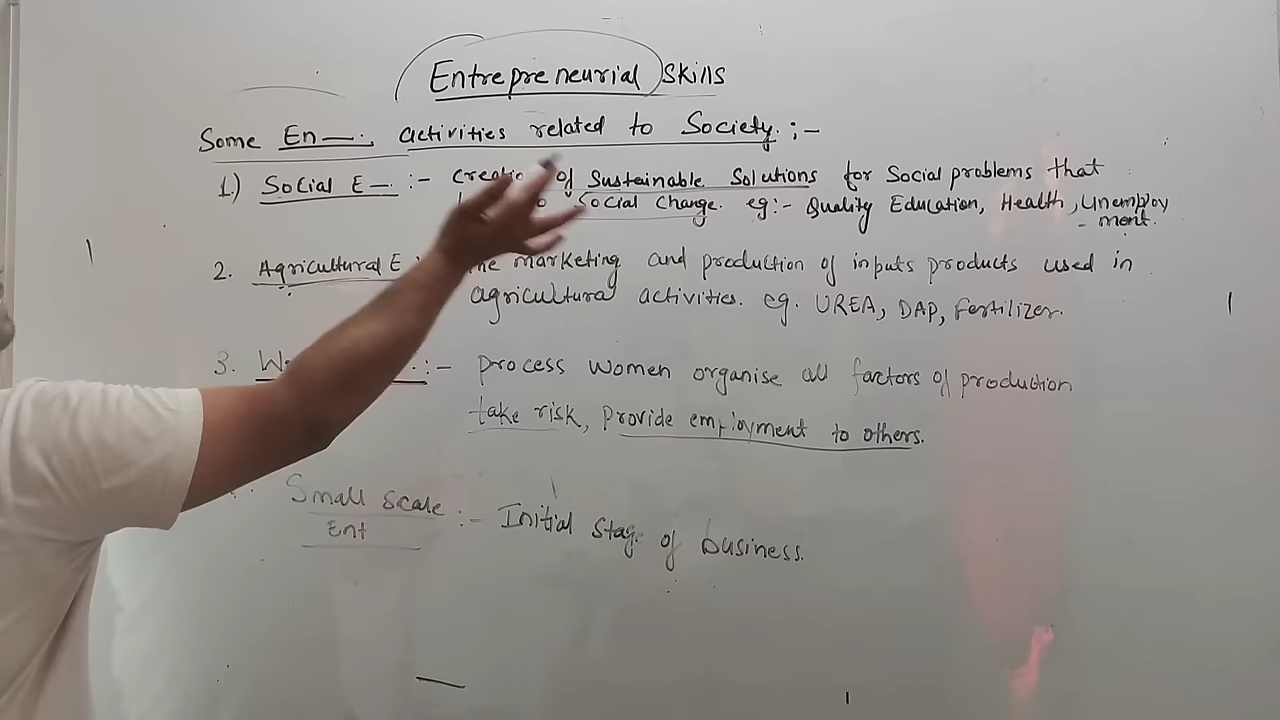 Entrepreneurial Skills
Some En—. activities related to Society :-
1.) Social E—. :- of Sustainable Solutions for Social problems that
Social Change. eg:- Quality Education, Health, Unemploy
- ment.
2. Agricultural E marketing and production of inputs products used in
agricultural activities. eg. UREA, DAP, Fertilizer.
3. :- Process women organise all factors of production
take risk, Provide employment to others.
Small scale :- Initial stage of business.
Ent